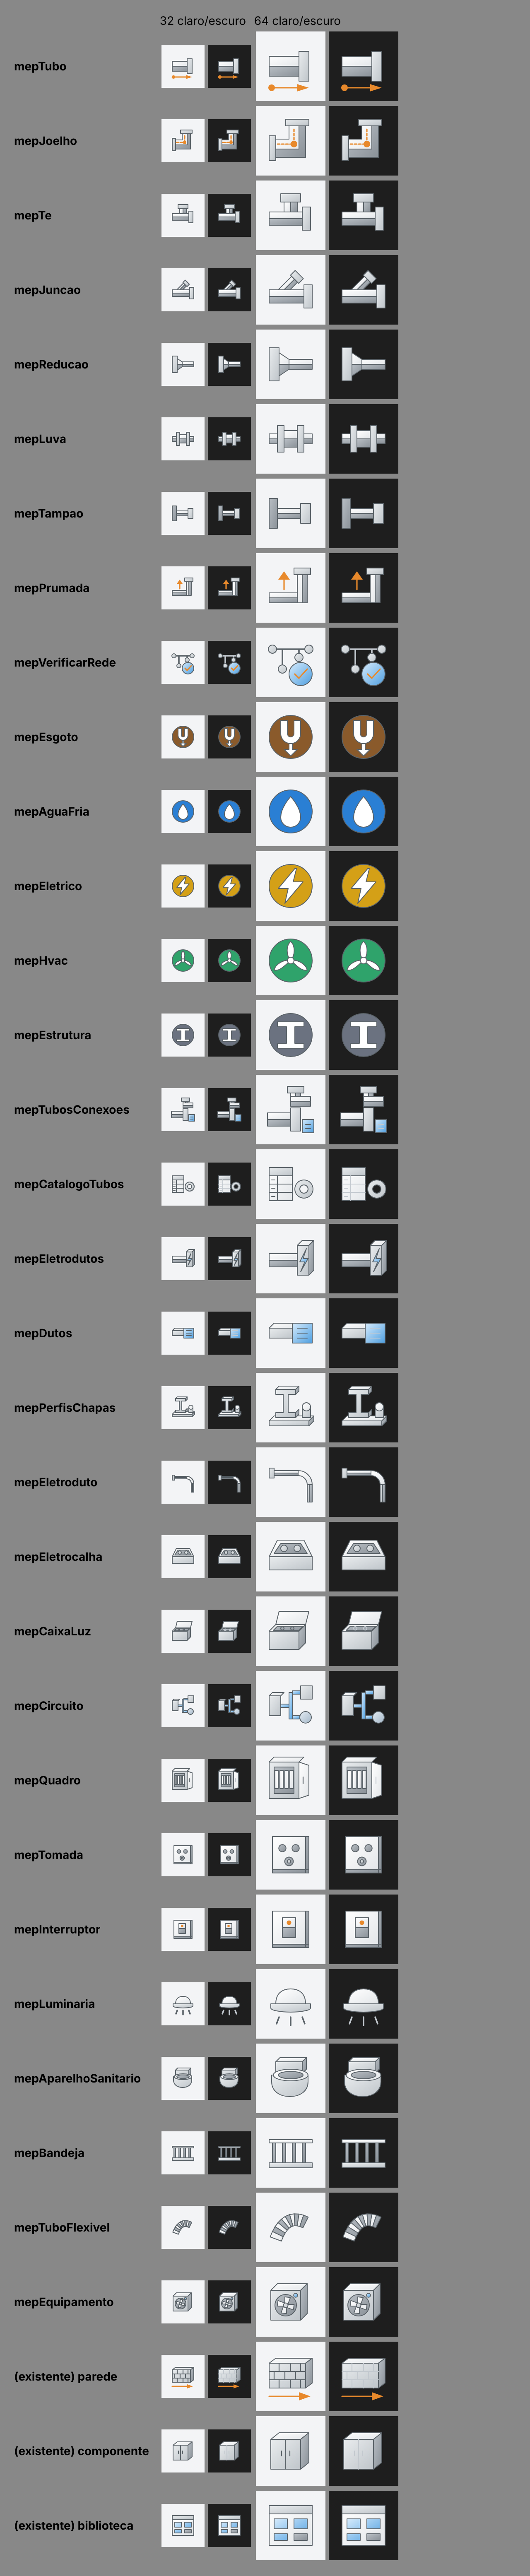 32 claro/escuro 64 claro/escuro
mepTubo
mepJoelho
mepTe
mepJuncao
mepReducao
mepLuva
mepTampao
mepPrumada
mepVerificarRede
mepEsgoto
mepAguaFria
mepEletrico
mepHvac
mepEstrutura
mepTubosConexoes
mepCatalogoTubos
mepEletrodutos
mepDutos
mepPerfisChapas
mepEletroduto
mepEletrocalha
mepCaixaLuz
mepCircuito
mepQuadro
mepTomada
mepInterruptor
mepLuminaria
mepAparelhoSanitario
mepBandeja
mepTuboFlexivel
mepEquipamento
(existente) parede
(existente) componente
(existente) biblioteca